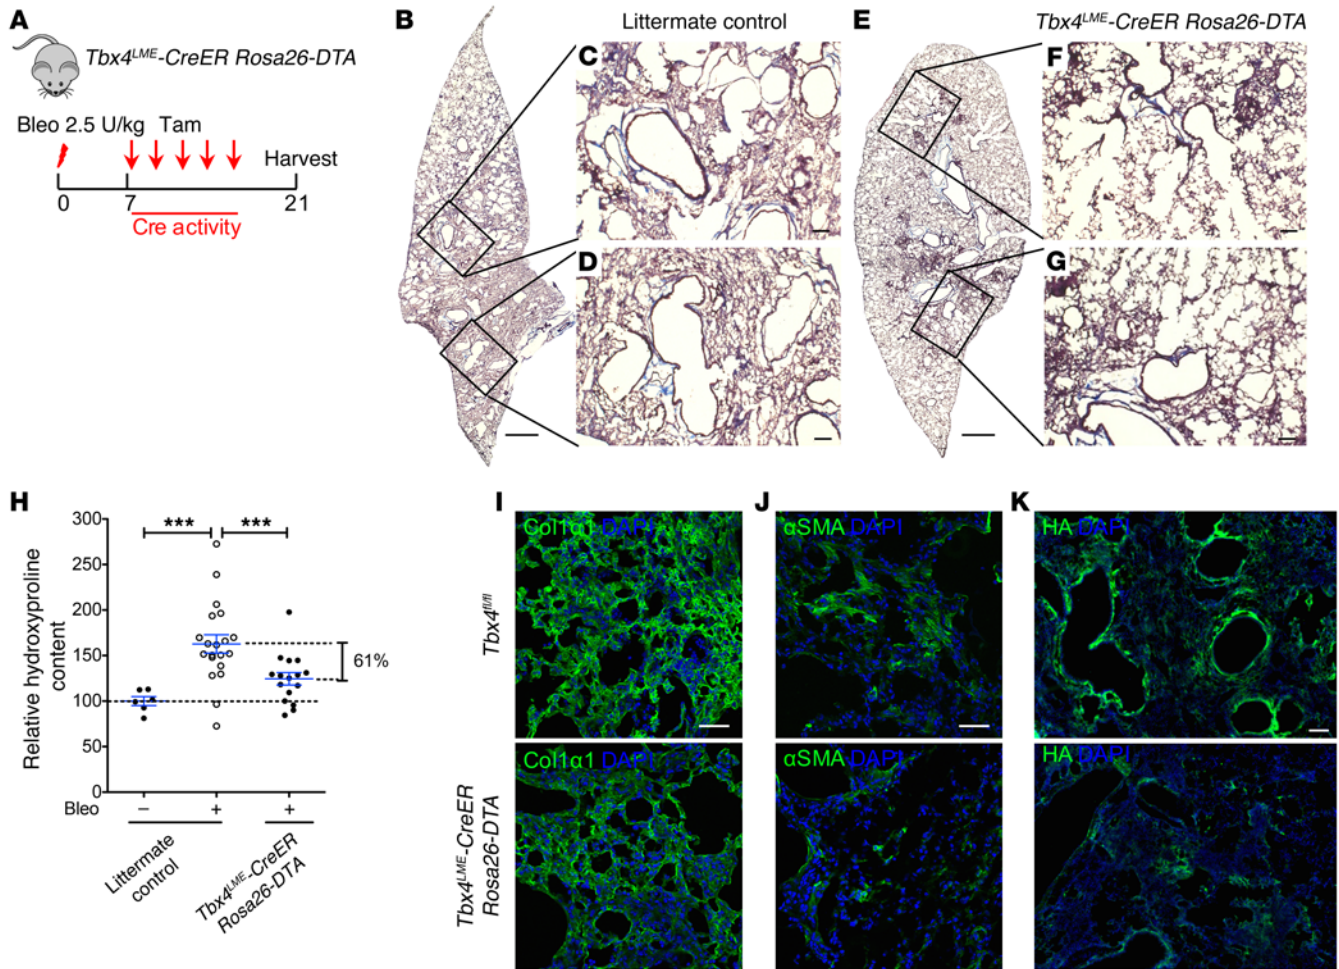 A
Tbx4LME-CreER Rosa26-DTA
Bleo 2.5 U/kg Tam
Harvest
0 7 21
Cre activity
B
Littermate control
C
D
E
Tbx4LME-CreER Rosa26-DTA
F
G
H
Relative hydroxyproline
content
300
250
200
150
100
50
0
*** ***
61%
Bleo − + +
Littermate
control
Tbx4LME-CreER
Rosa26-DTA
I
J
K
Tbx4fl/fl
Col1α1 DAPI
αSMA DAPI
HA DAPI
Tbx4LME-CreER
Rosa26-DTA
Col1α1 DAPI
αSMA DAPI
HA DAPI